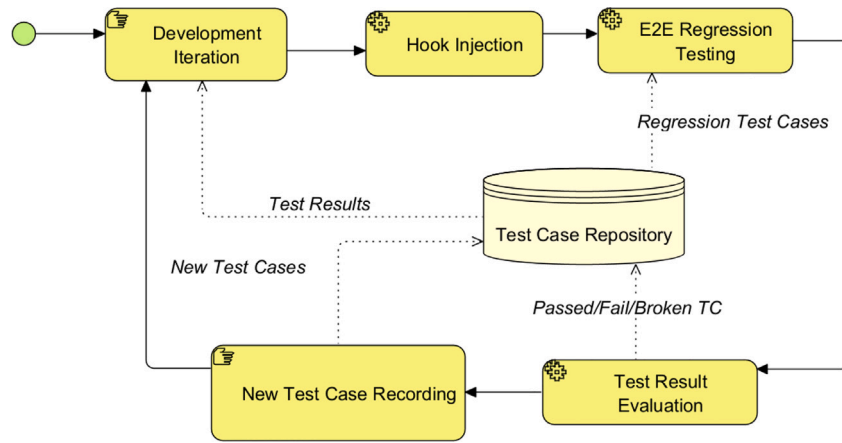 Development
Iteration
Hook Injection
E2E Regression
Testing
Regression Test Cases
Test Results
Test Case Repository
New Test Cases
Passed/Fail/Broken TC
New Test Case Recording
Test Result
Evaluation